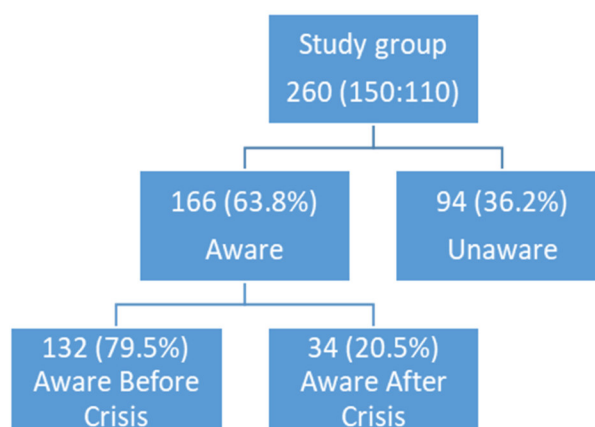 Study group
260 (150:110)
166 (63.8%)
Aware
94 (36.2%)
Unaware
132 (79.5%)
Aware Before
Crisis
34 (20.5%)
Aware After
Crisis